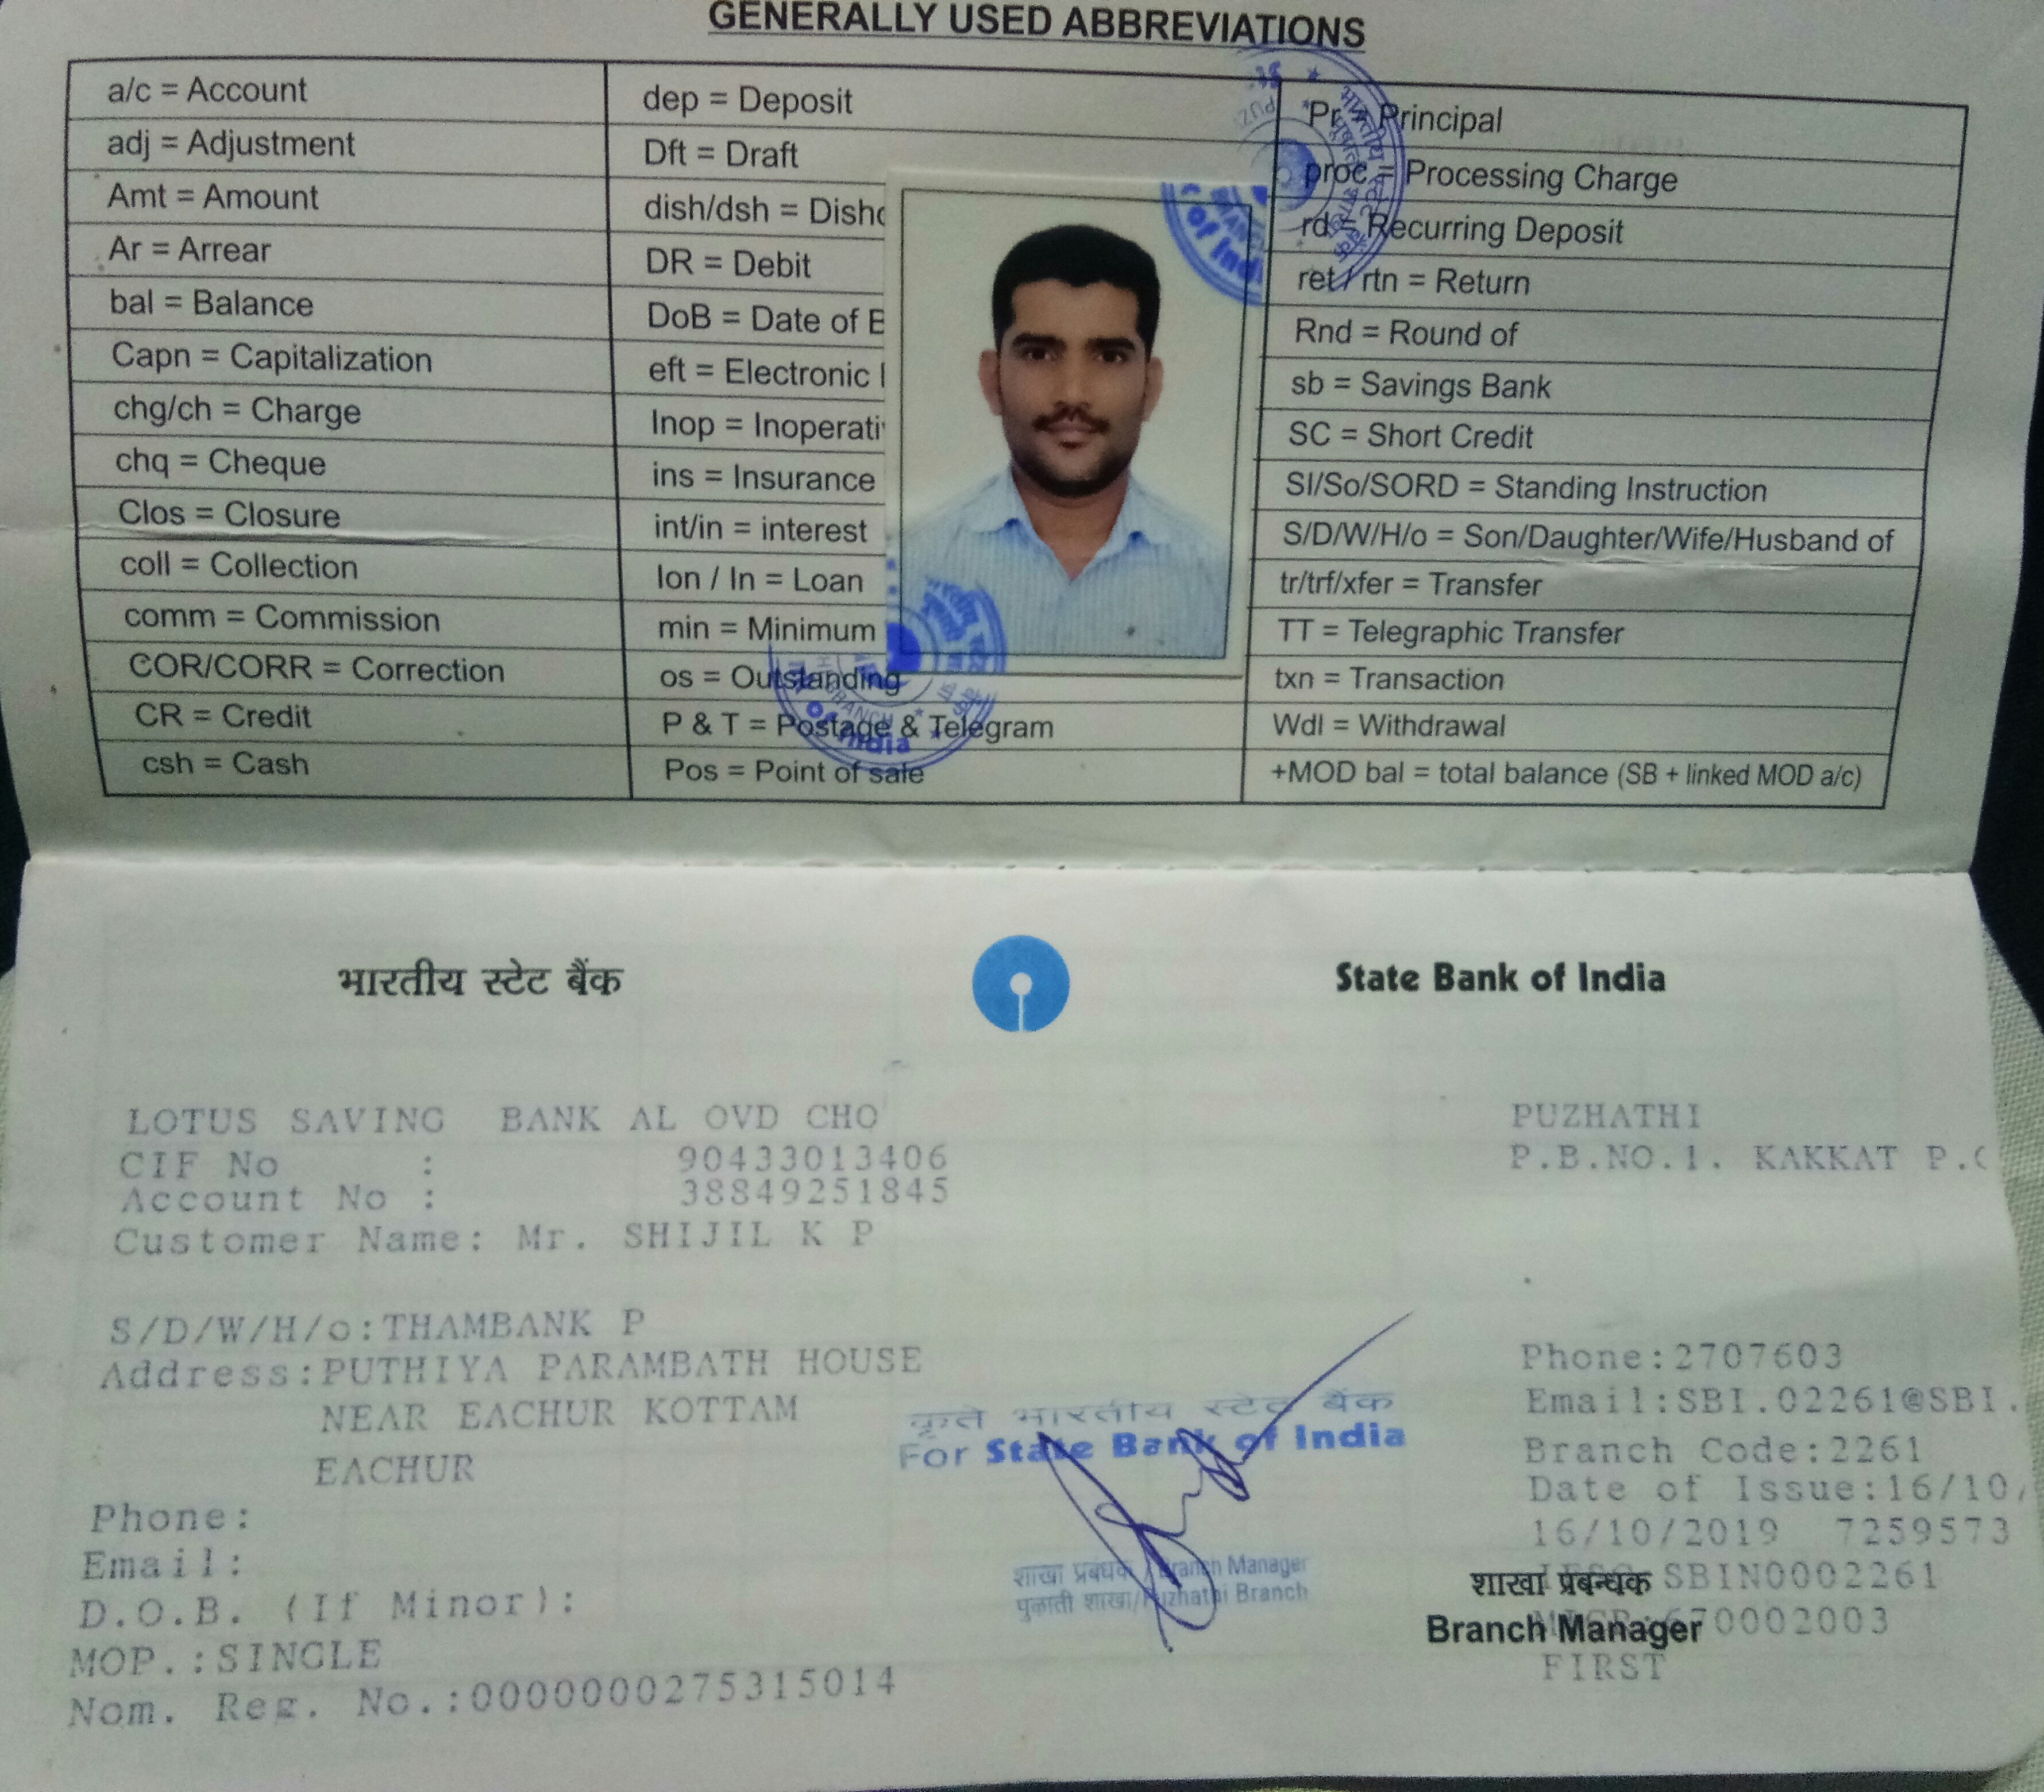 GENERALLY USED ABBREVIATIONS
a/c = Account
adj = Adjustment
Amt = Amount
Ar = Arrear
bal = Balance
Capn = Capitalization
chg/ch = Charge
chq = Cheque
Clos = Closure
coll = Collection
comm = Commission
COR/CORR = Correction
CR = Credit
csh = Cash
dep = Deposit
Dft = Draft
dish/dsh =
DR = Debit
DoB = Date of
eft = Electronic
Inop =
ins = Insurance
int/in = interest
lon / ln = Loan
min = Minimum
os = Outstanding
P & T = Postage & Telegram
Pos = Point of sale
Pr = Principal
proc = Processing Charge
rd = Recurring Deposit
ret / rtn = Return
Rnd = Round of
sb = Savings Bank
SC = Short Credit
SI/So/SORD = Standing Instruction
S/D/W/H/o = Son/Daughter/Wife/Husband of
tr/trf/xfer = Transfer
TT = Telegraphic Transfer
txn = Transaction
Wdl = Withdrawal
+MOD bal = total balance (SB + linked MOD a/c)
of India
BRANCH
of India
भारतीय स्टेट बैंक
State Bank of India
LOTUS SAVING BANK AL OVD CHO
CIF No : 90433013406
Account No : 38849251845
Customer Name: Mr. SHIJIL K P
S/D/W/H/o:THAMBANK P
Address:PUTHIYA PARAMBATH HOUSE
NEAR EACHUR KOTTAM
EACHUR
Phone:
Email:
D.O.B. (If Minor):
MOP.:SINGLE
Nom. Reg. No.:0000000275315014
कृते भारतीय स्टेट बैंक
For State Bank of India
शाखा प्रबंधक / Branch Manager
शाखा/Puzhathi Branch
PUZHATHI
P.B.NO.1. KAKKAT
Phone:2707603
Email:SBI.02261@SBI.
Branch Code:2261
Date of Issue:16/10/
16/10/2019 7259573
IFSC:SBIN0002261
शाखा प्रबन्धक
MICR:670002003
Branch Manager
FIRST